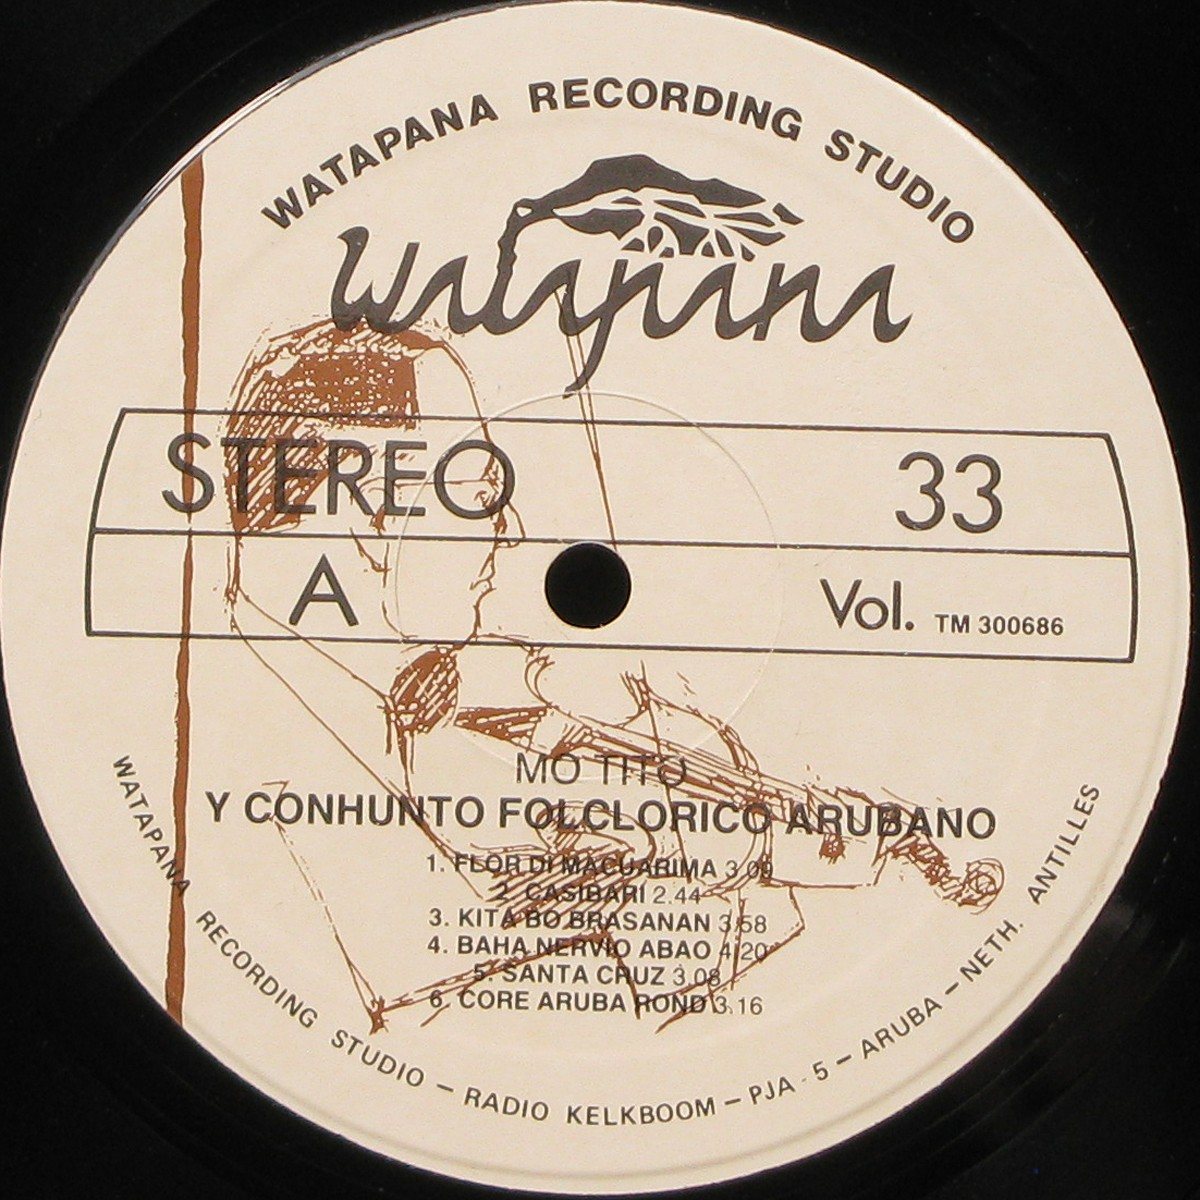 WATAPANA RECORDING STUDIO
watapana
STEREO
33
A
Vol. TM 300686
MO TITO
Y CONHUNTO FOLCLORICO ARUBANO
1. FLOR DI MACUARIMA 3.09
2. CASIBARI 2.44
3. KITA BO BRASANAN 3.58
4. BAHA NERVIO ABAO 4.20
5. SANTA CRUZ 3.08
6. CORE ARUBA ROND 3.16
WATAPANA RECORDING STUDIO – RADIO KELKBOOM – PJA - 5 – ARUBA – NETH. ANTILLES